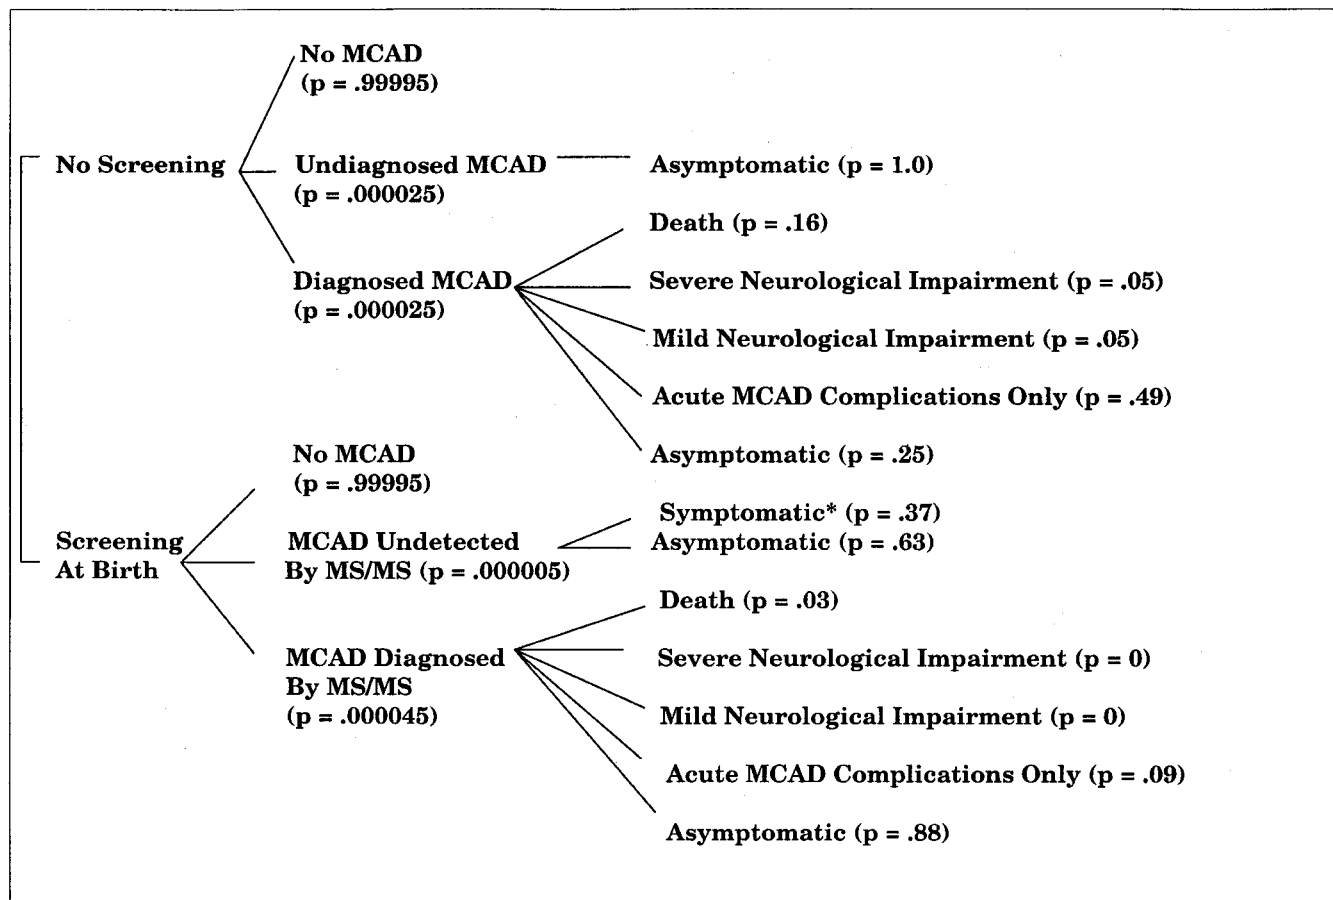 No MCAD
(p = .99995)
No Screening
Undiagnosed MCAD
(p = .000025)
Asymptomatic (p = 1.0)
Death (p = .16)
Diagnosed MCAD
(p = .000025)
Severe Neurological Impairment (p = .05)
Mild Neurological Impairment (p = .05)
Acute MCAD Complications Only (p = .49)
Asymptomatic (p = .25)
No MCAD
(p = .99995)
Screening
At Birth
MCAD Undetected
By MS/MS (p = .000005)
Symptomatic* (p = .37)
Asymptomatic (p = .63)
Death (p = .03)
MCAD Diagnosed
By MS/MS
(p = .000045)
Severe Neurological Impairment (p = 0)
Mild Neurological Impairment (p = 0)
Acute MCAD Complications Only (p = .09)
Asymptomatic (p = .88)